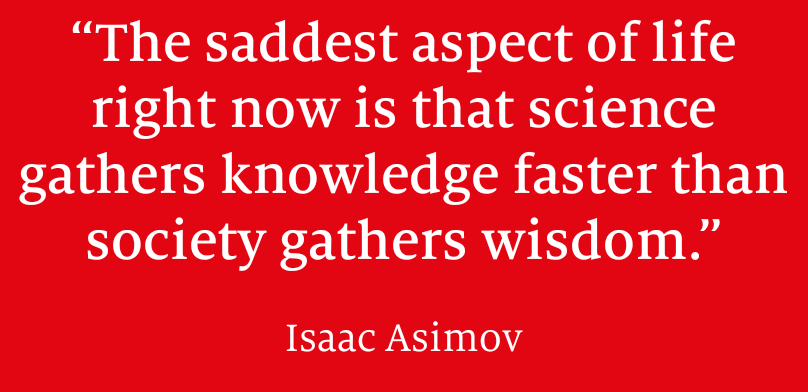 “The saddest aspect of life
right now is that science
gathers knowledge faster than
society gathers wisdom.”
Isaac Asimov